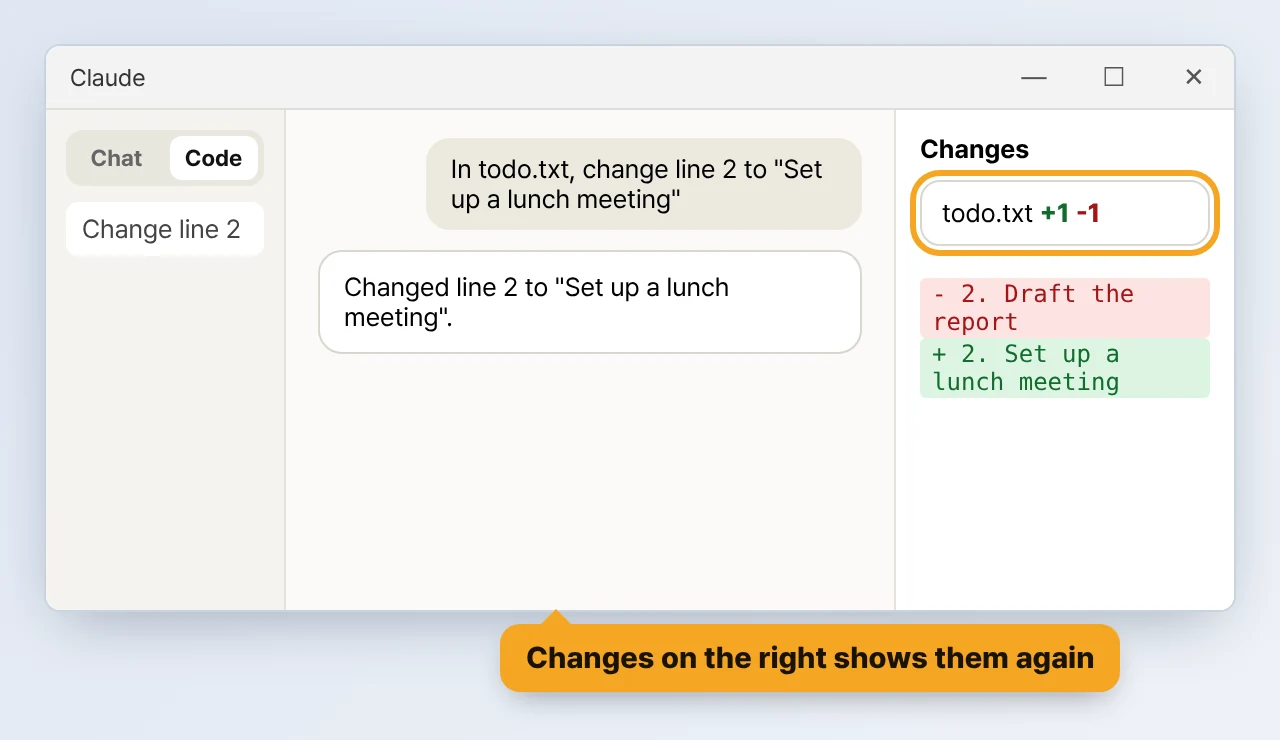 Claude
Chat Code
Change line 2
In todo.txt, change line 2 to "Set
up a lunch meeting"
Changed line 2 to "Set up a lunch
meeting".
Changes
todo.txt +1 -1
- 2. Draft the
report
+ 2. Set up a
lunch meeting
Changes on the right shows them again